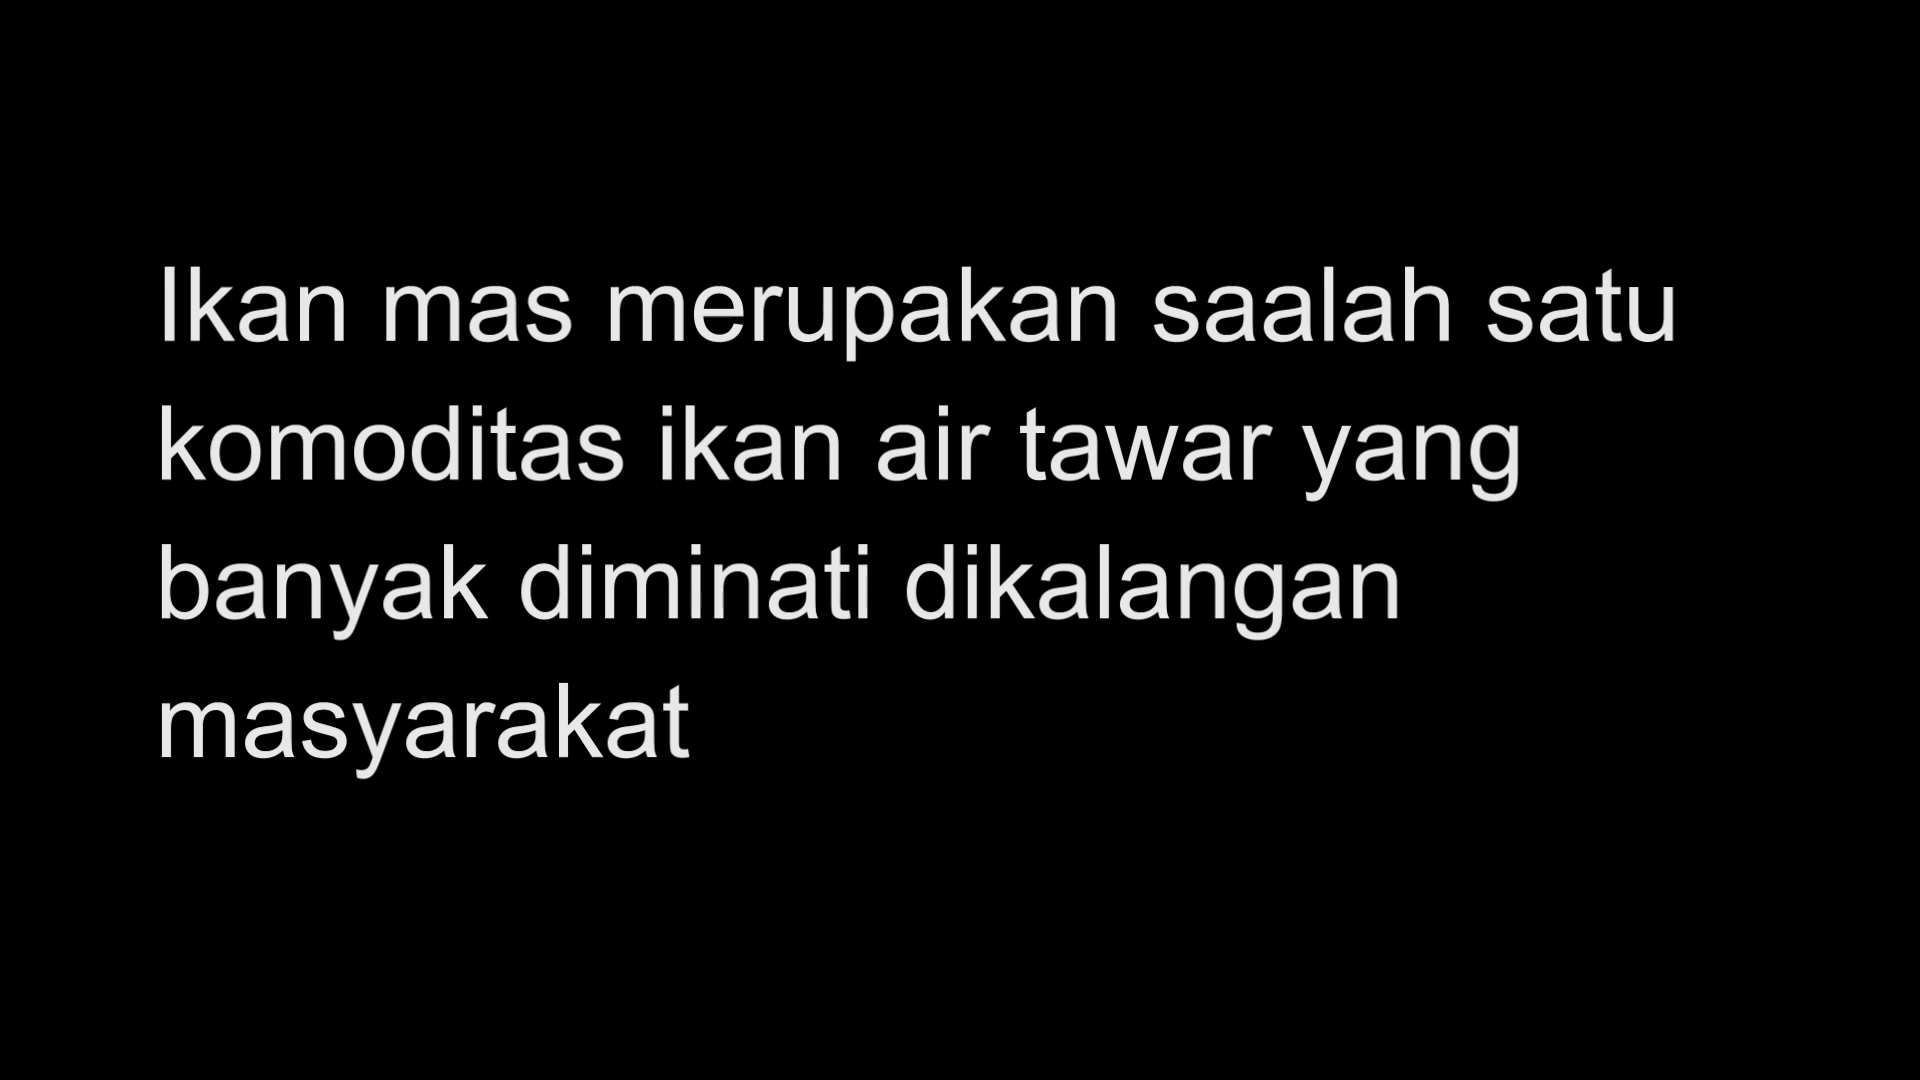 Ikan mas merupakan saalah satu
komoditas ikan air tawar yang
banyak diminati dikalangan
masyarakat